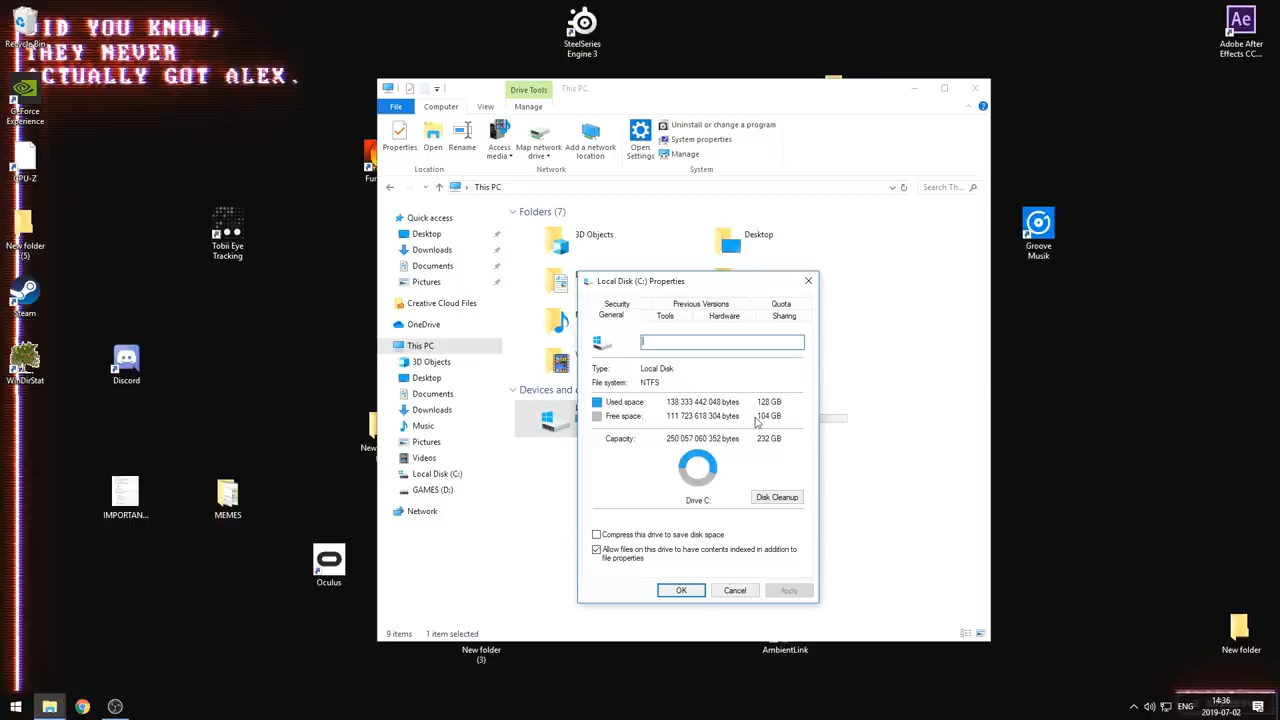 DID YOU KNOW,
THEY NEVER
ACTUALLY GOT ALEX.
Recycle Bin
GeForce
Experience
GPU-Z
New folder
(5)
Steam
WinDirStat
Tobii Eye
Tracking
Discord
IMPORTAN...
MEMES
Oculus
SteelSeries
Engine 3
Ae
Adobe After
Effects CC...
Groove
Musik
New folder
AmbientLink
New folder
(3)
Fur
New
Drive Tools
This PC
File
Computer
View
Manage
Properties
Open
Rename
Access
media
Map network
drive
Add a network
location
Open
Settings
Uninstall or change a program
System properties
Manage
Location
Network
System
This PC
Search Th...
Quick access
Desktop
Downloads
Documents
Pictures
Creative Cloud Files
OneDrive
This PC
3D Objects
Desktop
Documents
Downloads
Music
Pictures
Videos
Local Disk (C:)
GAMES (D:)
Network
Folders (7)
3D Objects
Desktop
Devices and
9 items
1 item selected
Local Disk (C:) Properties
Security
Previous Versions
Quota
General
Tools
Hardware
Sharing
Type:
Local Disk
File system:
NTFS
Used space:
138 333 442 048 bytes
128 GB
Free space:
111 723 618 304 bytes
104 GB
Capacity:
250 057 060 352 bytes
232 GB
Drive C:
Disk Cleanup
Compress this drive to save disk space
Allow files on this drive to have contents indexed in addition to
file properties
OK
Cancel
Apply
ENG
14:36
2019-07-02